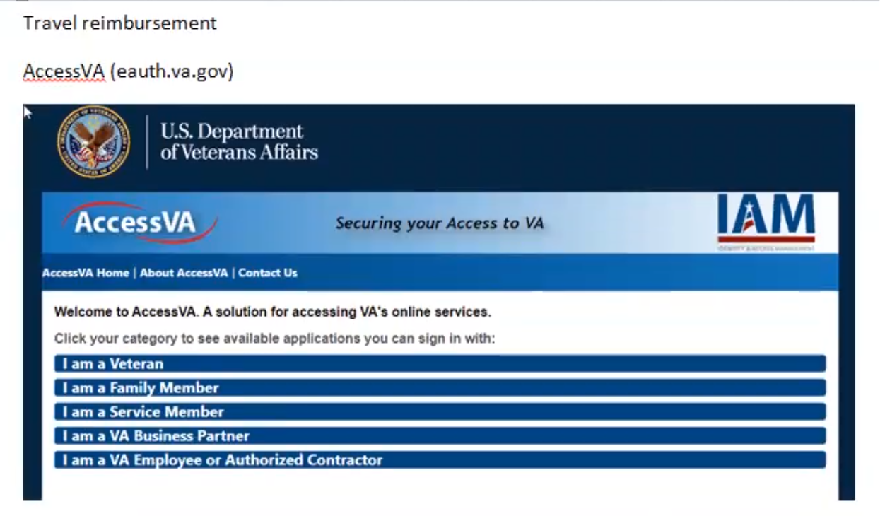 Travel reimbursement
AccessVA (eauth.va.gov)
U.S. Department
of Veterans Affairs
AccessVA
Securing your Access to VA
IAM
AccessVA Home | About AccessVA | Contact Us
Welcome to AccessVA. A solution for accessing VA's online services.
Click your category to see available applications you can sign in with:
I am a Veteran
I am a Family Member
I am a Service Member
I am a VA Business Partner
I am a VA Employee or Authorized Contractor